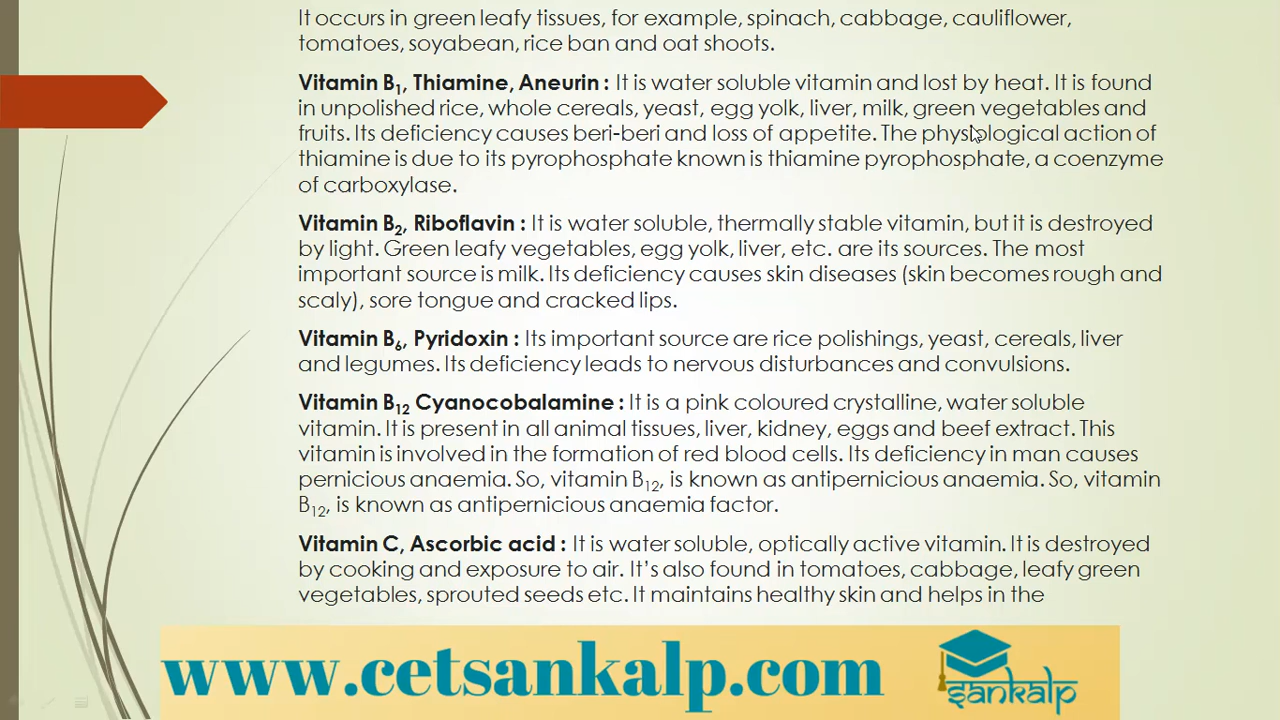 It occurs in green leafy tissues, for example, spinach, cabbage, cauliflower,
tomatoes, soyabean, rice ban and oat shoots.
Vitamin B₁, Thiamine, Aneurin : It is water soluble vitamin and lost by heat. It is found
in unpolished rice, whole cereals, yeast, egg yolk, liver, milk, green vegetables and
fruits. Its deficiency causes beri-beri and loss of appetite. The physiological action of
thiamine is due to its pyrophosphate known is thiamine pyrophosphate, a coenzyme
of carboxylase.
Vitamin B₂, Riboflavin : It is water soluble, thermally stable vitamin, but it is destroyed
by light. Green leafy vegetables, egg yolk, liver, etc. are its sources. The most
important source is milk. Its deficiency causes skin diseases (skin becomes rough and
scaly), sore tongue and cracked lips.
Vitamin B₆, Pyridoxin : Its important source are rice polishings, yeast, cereals, liver
and legumes. Its deficiency leads to nervous disturbances and convulsions.
Vitamin B₁₂ Cyanocobalamine : It is a pink coloured crystalline, water soluble
vitamin. It is present in all animal tissues, liver, kidney, eggs and beef extract. This
vitamin is involved in the formation of red blood cells. Its deficiency in man causes
pernicious anaemia. So, vitamin B₁₂, is known as antipernicious anaemia. So, vitamin
B₁₂, is known as antipernicious anaemia factor.
Vitamin C, Ascorbic acid : It is water soluble, optically active vitamin. It is destroyed
by cooking and exposure to air. It's also found in tomatoes, cabbage, leafy green
vegetables, sprouted seeds etc. It maintains healthy skin and helps in the
www.cetsankalp.com
sankalp